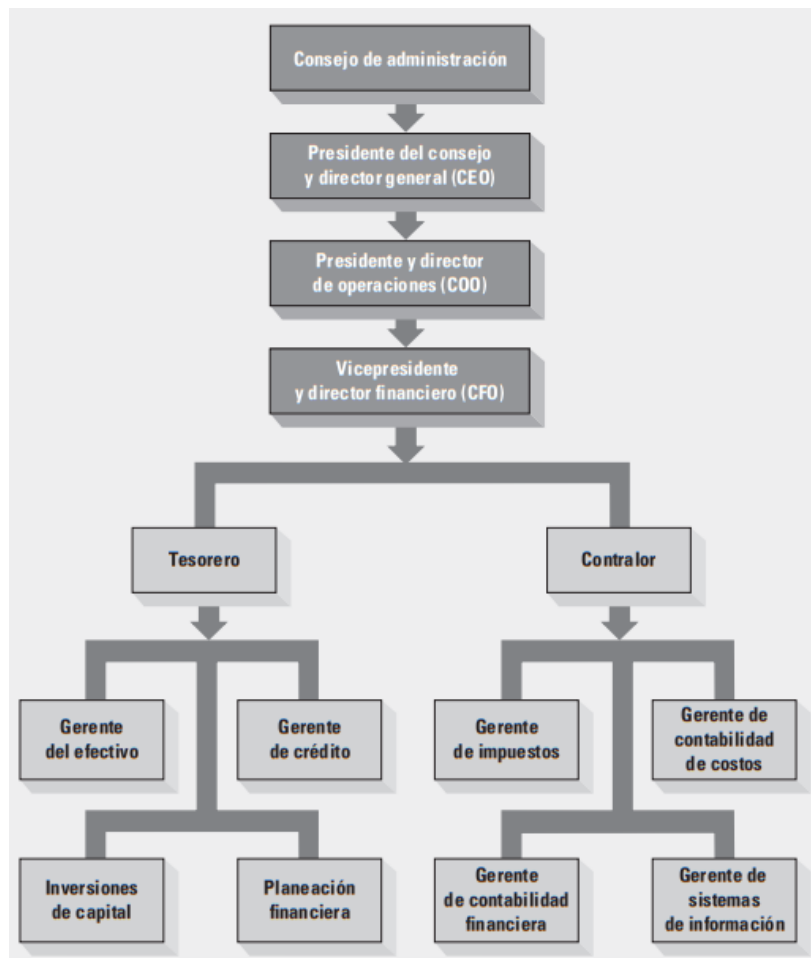 Consejo de administración
Presidente del consejo
y director general (CEO)
Presidente y director
de operaciones (COO)
Vicepresidente
y director financiero (CFO)
Tesorero
Contralor
Gerente
del efectivo
Gerente
de crédito
Gerente
de impuestos
Gerente de
contabilidad
de costos
Inversiones
de capital
Planeación
financiera
Gerente
de contabilidad
financiera
Gerente de
sistemas
de información